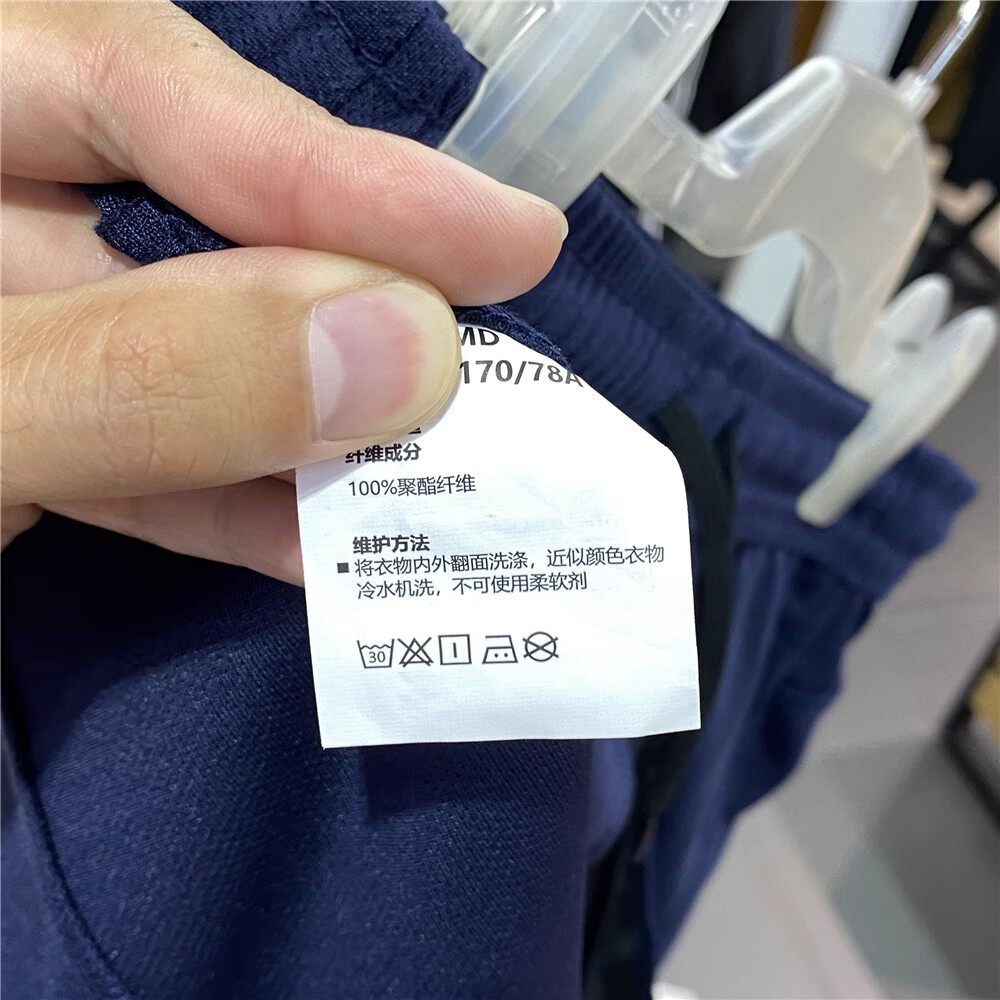 MD
170/78A
纤维成分
100%聚酯纤维
维护方法
■ 将衣物内外翻面洗涤，近似颜色衣物
冷水机洗，不可使用柔软剂
30